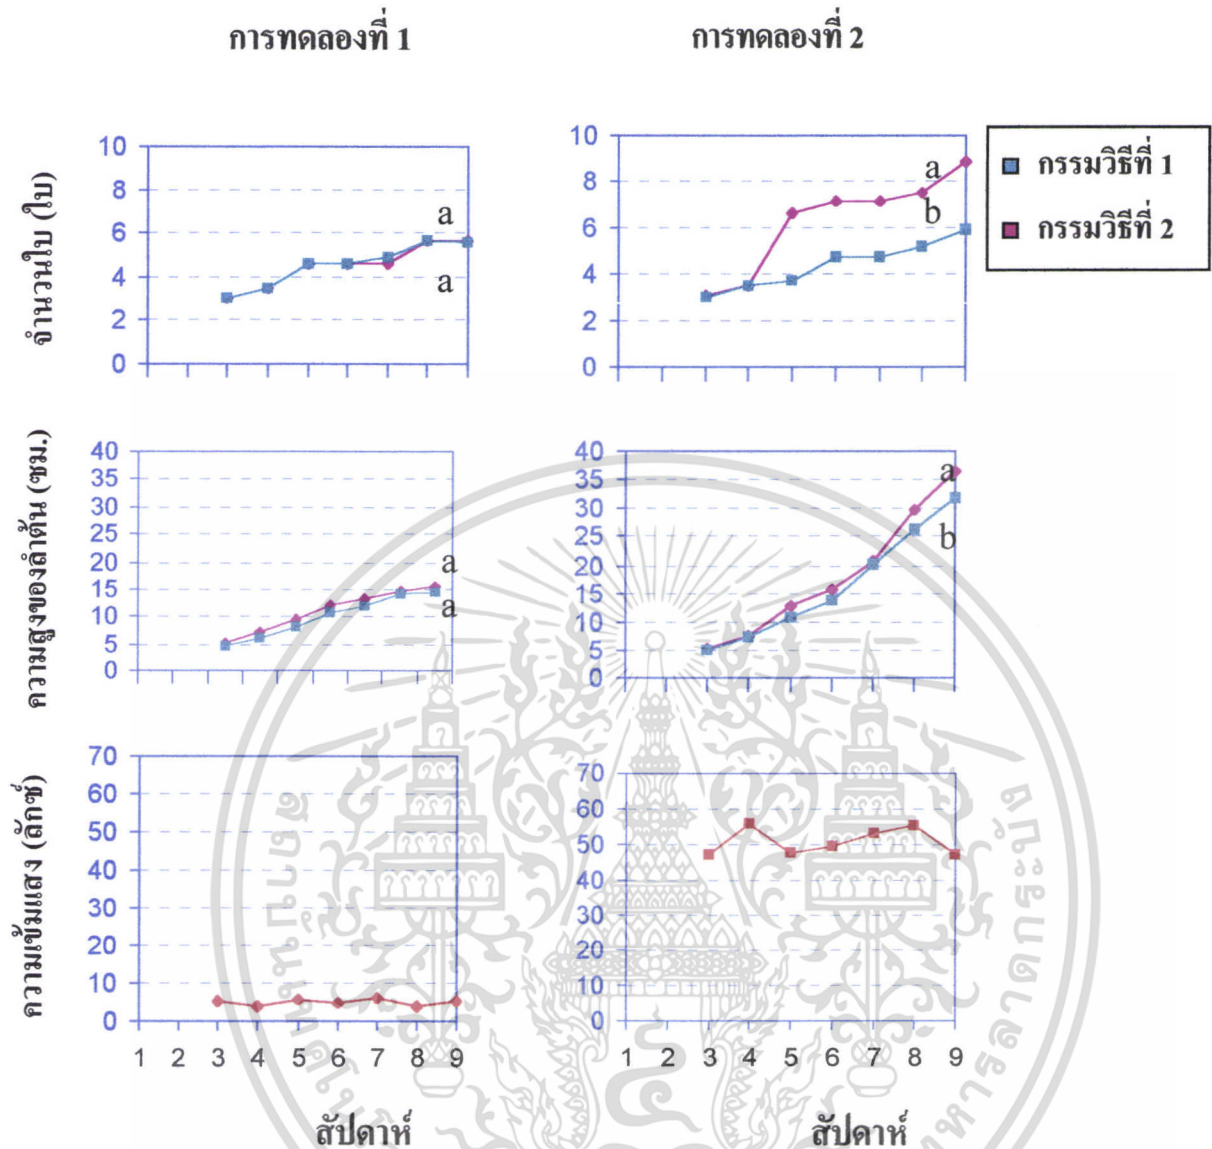 การทดลองที่ 1
การทดลองที่ 2
จำนวนใบ (ใบ)
10
8
6
4
2
0
a
a
10
8
6
4
2
0
a
b
กรรมวิธีที่ 1
กรรมวิธีที่ 2
ความสูงของลำต้น (ซม.)
40
35
30
25
20
15
10
5
0
a
a
40
35
30
25
20
15
10
5
0
a
b
ความเข้มแสง (ลักซ์)
70
60
50
40
30
20
10
0
1 2 3 4 5 6 7 8 9
สัปดาห์
70
60
50
40
30
20
10
0
1 2 3 4 5 6 7 8 9
สัปดาห์